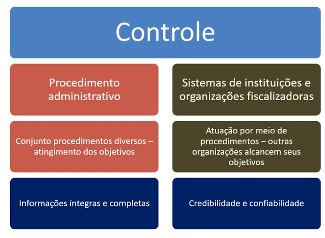 Controle
Procedimento
administrativo
Sistemas de instituições e
organizações fiscalizadoras
Conjunto procedimentos diversos –
atingimento dos objetivos
Atuação por meio de
procedimentos – outras
organizações alcancem seus
objetivos
Informações íntegras e completas
Credibilidade e confiabilidade